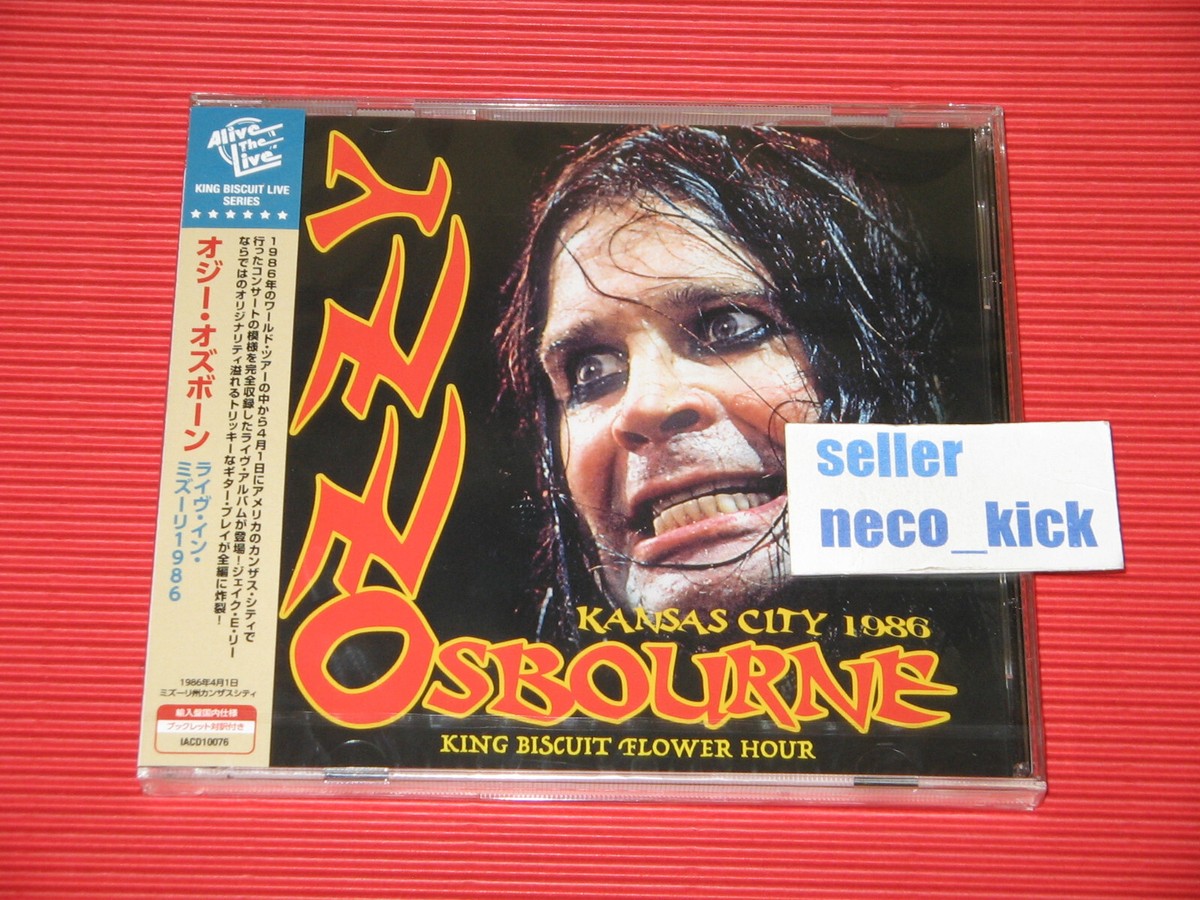 Alive
The
Live
KING BISCUIT LIVE
SERIES
オジー・オズボーン
ライヴ・イン・
ミズーリ1986
1986年のワールド・ツアーの中から4月1日にアメリカのカンザス・シティで
行ったコンサートの模様を完全収録したライヴ・アルバムが登場！ジェイク・E・リー
ならではのオリジナリティ溢れるトリッキーなギター・プレイが全編に炸裂！
1986年4月1日
ミズーリ州カンザスシティ
輸入盤国内仕様
ブックレット対訳付き
IACD10076
OZZY
OSBOURNE
KANSAS CITY 1986
KING BISCUIT FLOWER HOUR
seller
neco_kick